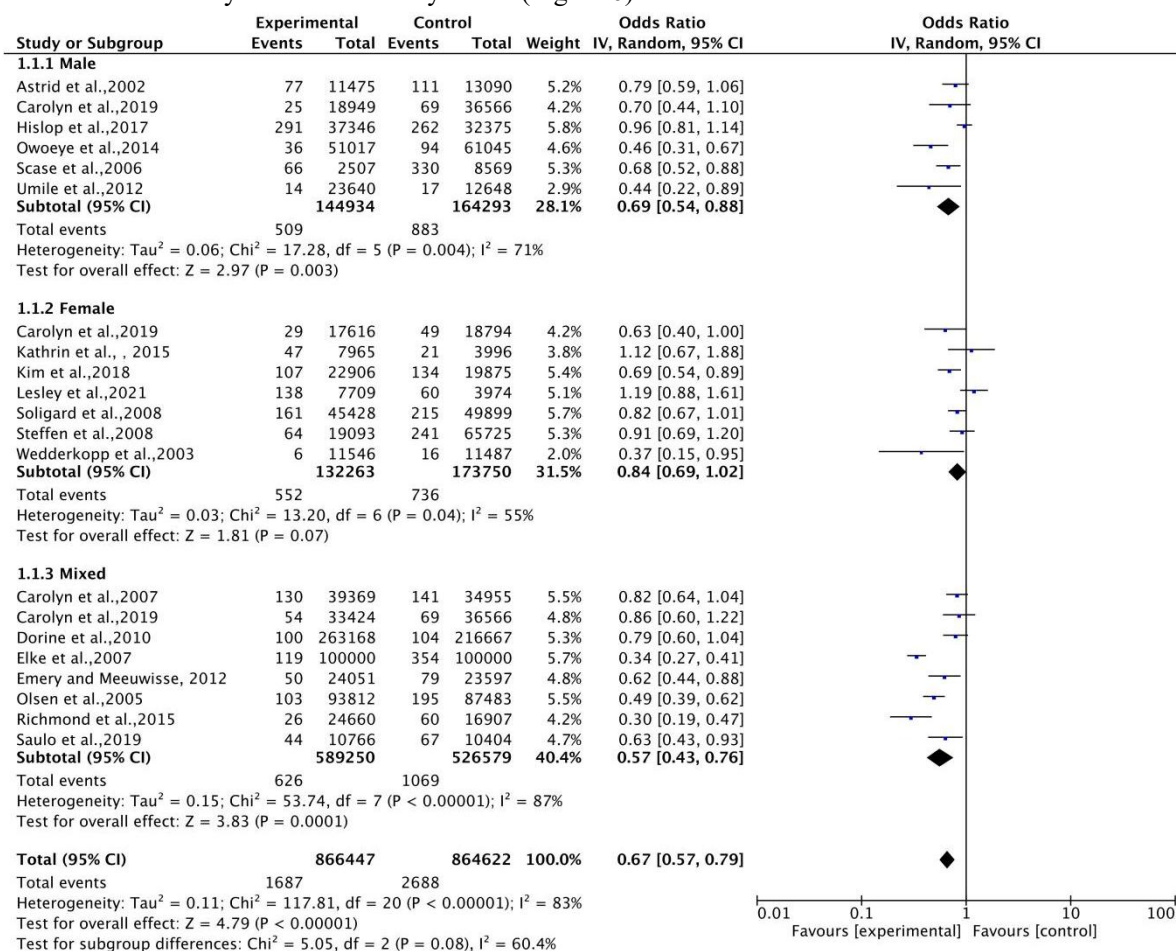 Experimental Control Odds Ratio Odds Ratio
Study or Subgroup Events Total Events Total Weight IV, Random, 95% CI IV, Random, 95% CI
1.1.1 Male
Astrid et al.,2002 77 11475 111 13090 5.2% 0.79 [0.59, 1.06]
Carolyn et al.,2019 25 18949 69 36566 4.2% 0.70 [0.44, 1.10]
Hislop et al.,2017 291 37346 262 32375 5.8% 0.96 [0.81, 1.14]
Owoeye et al.,2014 36 51017 94 61045 4.6% 0.46 [0.31, 0.67]
Scase et al.,2006 66 2507 330 8569 5.3% 0.68 [0.52, 0.88]
Umile et al.,2012 14 23640 17 12648 2.9% 0.44 [0.22, 0.89]
Subtotal (95% CI) 144934 164293 28.1% 0.69 [0.54, 0.88]
Total events 509 883
Heterogeneity: Tau² = 0.06; Chi² = 17.28, df = 5 (P = 0.004); I² = 71%
Test for overall effect: Z = 2.97 (P = 0.003)
1.1.2 Female
Carolyn et al.,2019 29 17616 49 18794 4.2% 0.63 [0.40, 1.00]
Kathrin et al., , 2015 47 7965 21 3996 3.8% 1.12 [0.67, 1.88]
Kim et al.,2018 107 22906 134 19875 5.4% 0.69 [0.54, 0.89]
Lesley et al.,2021 138 7709 60 3974 5.1% 1.19 [0.88, 1.61]
Soligard et al.,2008 161 45428 215 49899 5.7% 0.82 [0.67, 1.01]
Steffen et al.,2008 64 19093 241 65725 5.3% 0.91 [0.69, 1.20]
Wedderkopp et al.,2003 6 11546 16 11487 2.0% 0.37 [0.15, 0.95]
Subtotal (95% CI) 132263 173750 31.5% 0.84 [0.69, 1.02]
Total events 552 736
Heterogeneity: Tau² = 0.03; Chi² = 13.20, df = 6 (P = 0.04); I² = 55%
Test for overall effect: Z = 1.81 (P = 0.07)
1.1.3 Mixed
Carolyn et al.,2007 130 39369 141 34955 5.5% 0.82 [0.64, 1.04]
Carolyn et al.,2019 54 33424 69 36566 4.8% 0.86 [0.60, 1.22]
Dorine et al.,2010 100 263168 104 216667 5.3% 0.79 [0.60, 1.04]
Elke et al.,2007 119 100000 354 100000 5.7% 0.34 [0.27, 0.41]
Emery and Meeuwisse, 2012 50 24051 79 23597 4.8% 0.62 [0.44, 0.88]
Olsen et al.,2005 103 93812 195 87483 5.5% 0.49 [0.39, 0.62]
Richmond et al.,2015 26 24660 60 16907 4.2% 0.30 [0.19, 0.47]
Saulo et al.,2019 44 10766 67 10404 4.7% 0.63 [0.43, 0.93]
Subtotal (95% CI) 589250 526579 40.4% 0.57 [0.43, 0.76]
Total events 626 1069
Heterogeneity: Tau² = 0.15; Chi² = 53.74, df = 7 (P < 0.00001); I² = 87%
Test for overall effect: Z = 3.83 (P = 0.0001)
Total (95% CI) 866447 864622 100.0% 0.67 [0.57, 0.79]
Total events 1687 2688
Heterogeneity: Tau² = 0.11; Chi² = 117.81, df = 20 (P < 0.00001); I² = 83%
Test for overall effect: Z = 4.79 (P < 0.00001)
Test for subgroup differences: Chi² = 5.05, df = 2 (P = 0.08), I² = 60.4%
0.01 0.1 1 10 100
Favours [experimental] Favours [control]